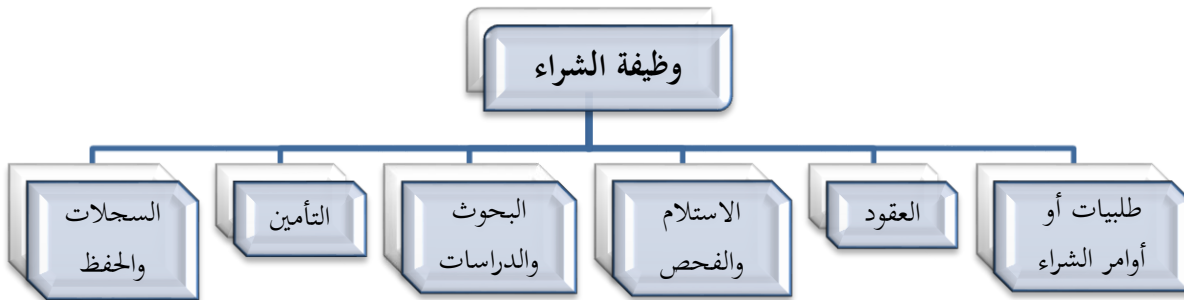 وظيفة الشراء
طلبيات أو
أوامر الشراء
العقود
الاستلام
والفحص
البحوث
والدراسات
التأمين
السجلات
والحفظ